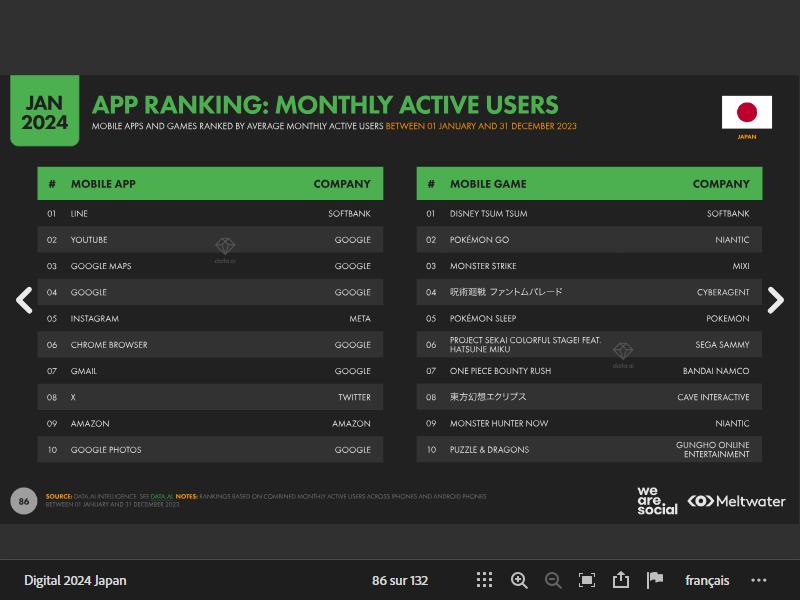 JAN
2024
APP RANKING: MONTHLY ACTIVE USERS
MOBILE APPS AND GAMES RANKED BY AVERAGE MONTHLY ACTIVE USERS BETWEEN 01 JANUARY AND 31 DECEMBER 2023
JAPAN
# MOBILE APP COMPANY
01 LINE SOFTBANK
02 YOUTUBE GOOGLE
03 GOOGLE MAPS GOOGLE
04 GOOGLE GOOGLE
05 INSTAGRAM META
06 CHROME BROWSER GOOGLE
07 GMAIL GOOGLE
08 X TWITTER
09 AMAZON AMAZON
10 GOOGLE PHOTOS GOOGLE
data.ai
# MOBILE GAME COMPANY
01 DISNEY TSUM TSUM SOFTBANK
02 POKÉMON GO NIANTIC
03 MONSTER STRIKE MIXI
04 呪術廻戦 ファントムパレード CYBERAGENT
05 POKÉMON SLEEP POKEMON
06 PROJECT SEKAI COLORFUL STAGE! FEAT.
HATSUNE MIKU SEGA SAMMY
07 ONE PIECE BOUNTY RUSH BANDAI NAMCO
08 東方幻想エクリプス CAVE INTERACTIVE
09 MONSTER HUNTER NOW NIANTIC
10 PUZZLE & DRAGONS GUNGHO ONLINE
ENTERTAINMENT
data.ai
86
SOURCE: DATA.AI INTELLIGENCE. SEE DATA.AI. NOTES: RANKINGS BASED ON COMBINED MONTHLY ACTIVE USERS ACROSS IPHONES AND ANDROID PHONES
BETWEEN 01 JANUARY AND 31 DECEMBER 2023.
we
are.
social
Meltwater
Digital 2024 Japan
86 sur 132
français